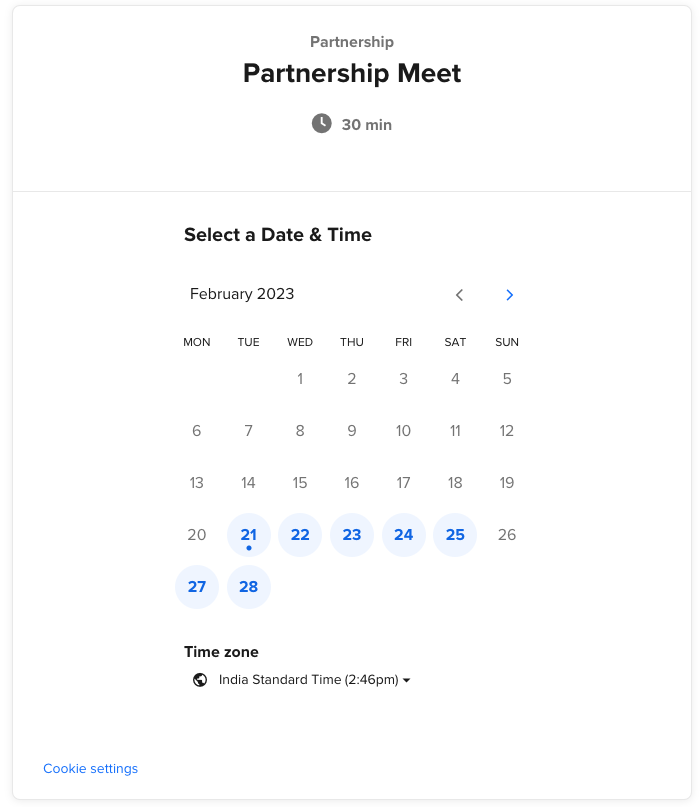 Partnership
Partnership Meet
30 min
Select a Date & Time
February 2023
MON TUE WED THU FRI SAT SUN
1 2 3 4 5
6 7 8 9 10 11 12
13 14 15 16 17 18 19
20 21 22 23 24 25 26
27 28
Time zone
India Standard Time (2:46pm)
Cookie settings